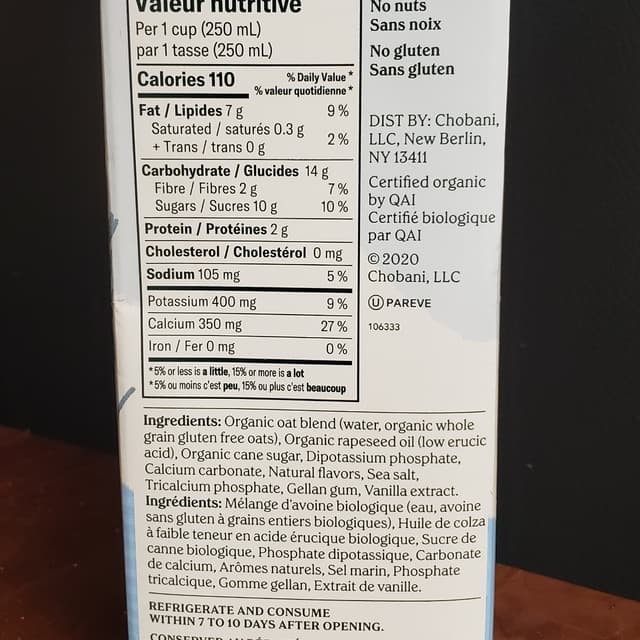 Valeur nutritive
Per 1 cup (250 mL)
par 1 tasse (250 mL)
Calories 110
% Daily Value *
% valeur quotidienne *
Fat / Lipides 7 g 9 %
Saturated / saturés 0.3 g
+ Trans / trans 0 g 2 %
Carbohydrate / Glucides 14 g
Fibre / Fibres 2 g 7 %
Sugars / Sucres 10 g 10 %
Protein / Protéines 2 g
Cholesterol / Cholestérol 0 mg
Sodium 105 mg 5 %
Potassium 400 mg 9 %
Calcium 350 mg 27 %
Iron / Fer 0 mg 0 %
*5% or less is a little, 15% or more is a lot
*5% ou moins c'est peu, 15% ou plus c'est beaucoup
No nuts
Sans noix
No gluten
Sans gluten
DIST BY: Chobani,
LLC, New Berlin,
NY 13411
Certified organic
by QAI
Certifié biologique
par QAI
© 2020
Chobani, LLC
U PAREVE
106333
Ingredients: Organic oat blend (water, organic whole
grain gluten free oats), Organic rapeseed oil (low erucic
acid), Organic cane sugar, Dipotassium phosphate,
Calcium carbonate, Natural flavors, Sea salt,
Tricalcium phosphate, Gellan gum, Vanilla extract.
Ingrédients: Mélange d'avoine biologique (eau, avoine
sans gluten à grains entiers biologiques), Huile de colza
à faible teneur en acide érucique biologique, Sucre de
canne biologique, Phosphate dipotassique, Carbonate
de calcium, Arômes naturels, Sel marin, Phosphate
tricalcique, Gomme gellan, Extrait de vanille.
REFRIGERATE AND CONSUME
WITHIN 7 TO 10 DAYS AFTER OPENING.